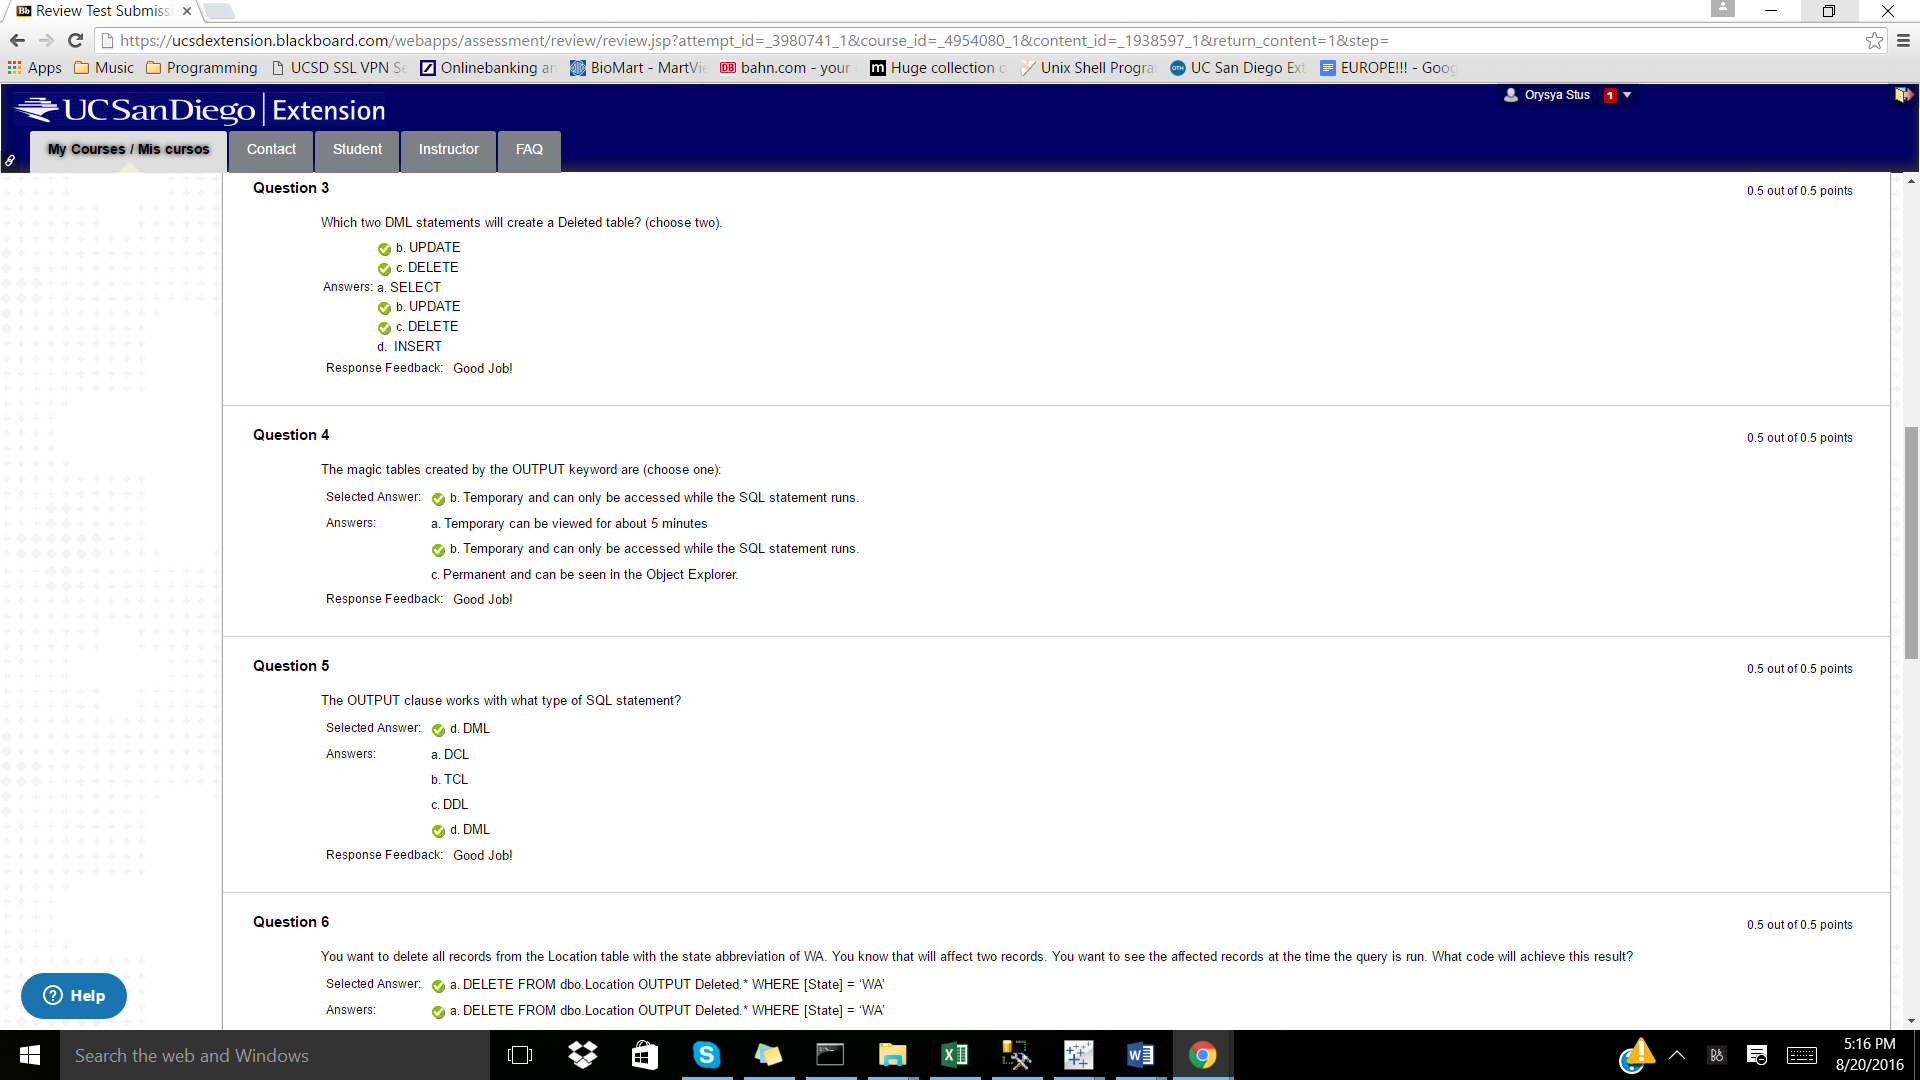 Review Test Submiss
https://ucsdextension.blackboard.com/webapps/assessment/review/review.jsp?attempt_id=_3980741_1&course_id=_4954080_1&content_id=_1938597_1&return_content=1&step=
Apps Music Programming UCSD SSL VPN Se Onlinebanking an BioMart - MartVie bahn.com - your Huge collection o Unix Shell Progra UC San Diego Ext EUROPE!!! - Goog
UC San Diego Extension
Orysya Stus 1
My Courses / Mis cursos Contact Student Instructor FAQ
Question 3
0.5 out of 0.5 points
Which two DML statements will create a Deleted table? (choose two).
b. UPDATE
c. DELETE
Answers: a. SELECT
b. UPDATE
c. DELETE
d. INSERT
Response Feedback: Good Job!
Question 4
0.5 out of 0.5 points
The magic tables created by the OUTPUT keyword are (choose one):
Selected Answer: b. Temporary and can only be accessed while the SQL statement runs.
Answers: a. Temporary can be viewed for about 5 minutes
b. Temporary and can only be accessed while the SQL statement runs.
c. Permanent and can be seen in the Object Explorer.
Response Feedback: Good Job!
Question 5
0.5 out of 0.5 points
The OUTPUT clause works with what type of SQL statement?
Selected Answer: d. DML
Answers: a. DCL
b. TCL
c. DDL
d. DML
Response Feedback: Good Job!
Question 6
0.5 out of 0.5 points
You want to delete all records from the Location table with the state abbreviation of WA. You know that will affect two records. You want to see the affected records at the time the query is run. What code will achieve this result?
Selected Answer: a. DELETE FROM dbo.Location OUTPUT Deleted.* WHERE [State] = ‘WA’
Answers: a. DELETE FROM dbo.Location OUTPUT Deleted.* WHERE [State] = ‘WA’
Help
Search the web and Windows
5:16 PM
8/20/2016